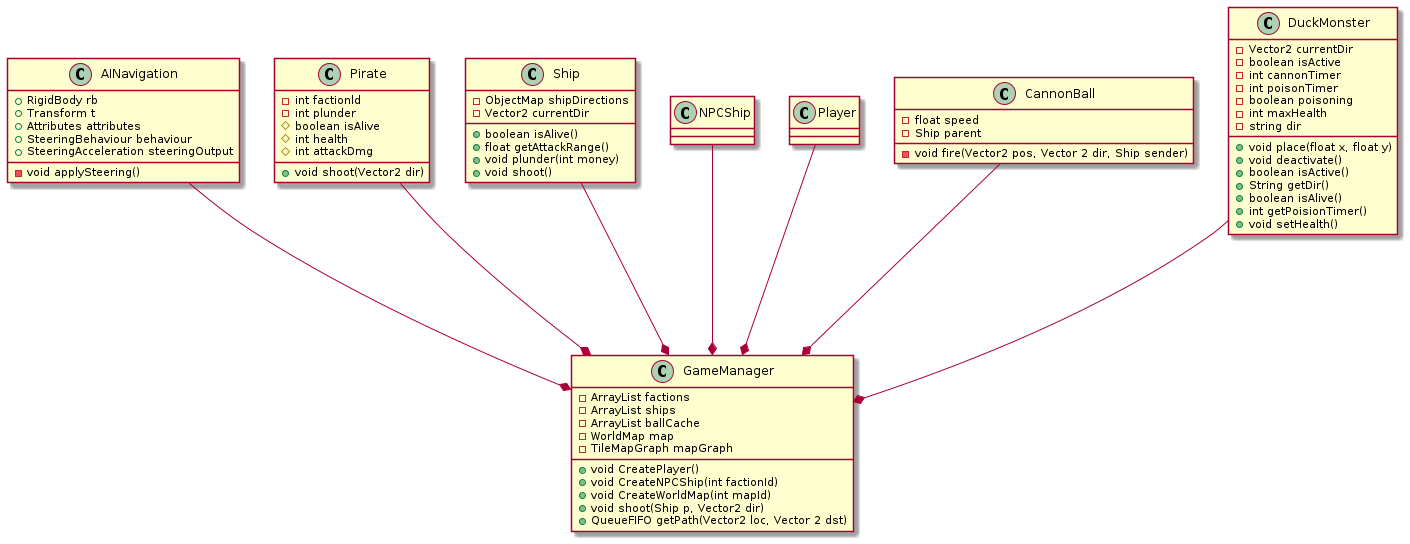 C AINavigation
RigidBody rb
Transform t
Attributes attributes
SteeringBehaviour behaviour
SteeringAcceleration steeringOutput
void applySteering()
C Pirate
int factionId
int plunder
boolean isAlive
int health
int attackDmg
void shoot(Vector2 dir)
C Ship
ObjectMap shipDirections
Vector2 currentDir
boolean isAlive()
float getAttackRange()
void plunder(int money)
void shoot()
C NPCShip
C Player
C CannonBall
float speed
Ship parent
void fire(Vector2 pos, Vector 2 dir, Ship sender)
C DuckMonster
Vector2 currentDir
boolean isActive
int cannonTimer
int poisonTimer
boolean poisoning
int maxHealth
string dir
void place(float x, float y)
void deactivate()
boolean isActive()
String getDir()
boolean isAlive()
int getPoisionTimer()
void setHealth()
C GameManager
ArrayList factions
ArrayList ships
ArrayList ballCache
WorldMap map
TileMapGraph mapGraph
void CreatePlayer()
void CreateNPCShip(int factionId)
void CreateWorldMap(int mapId)
void shoot(Ship p, Vector2 dir)
QueueFIFO getPath(Vector2 loc, Vector 2 dst)